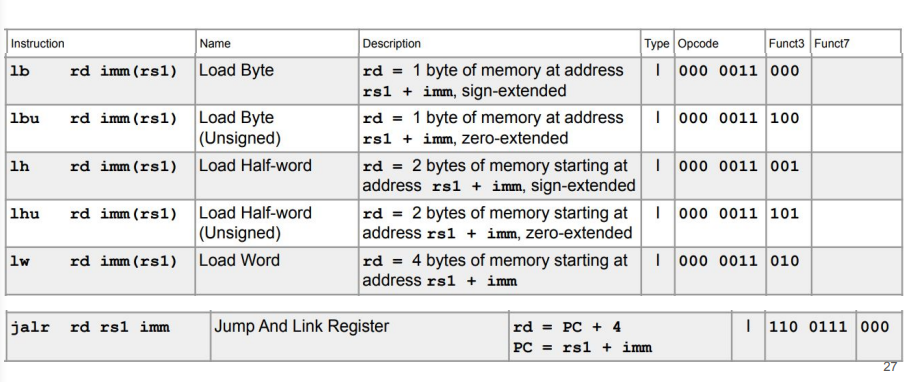 Instruction Name Description Type Opcode Funct3 Funct7
lb rd imm(rs1) Load Byte rd = 1 byte of memory at address I 000 0011 000
rs1 + imm, sign-extended
lbu rd imm(rs1) Load Byte rd = 1 byte of memory at address I 000 0011 100
(Unsigned) rs1 + imm, zero-extended
lh rd imm(rs1) Load Half-word rd = 2 bytes of memory starting at I 000 0011 001
address rs1 + imm, sign-extended
lhu rd imm(rs1) Load Half-word rd = 2 bytes of memory starting at I 000 0011 101
(Unsigned) address rs1 + imm, zero-extended
lw rd imm(rs1) Load Word rd = 4 bytes of memory starting at I 000 0011 010
address rs1 + imm
jalr rd rs1 imm Jump And Link Register rd = PC + 4 I 110 0111 000
PC = rs1 + imm
27